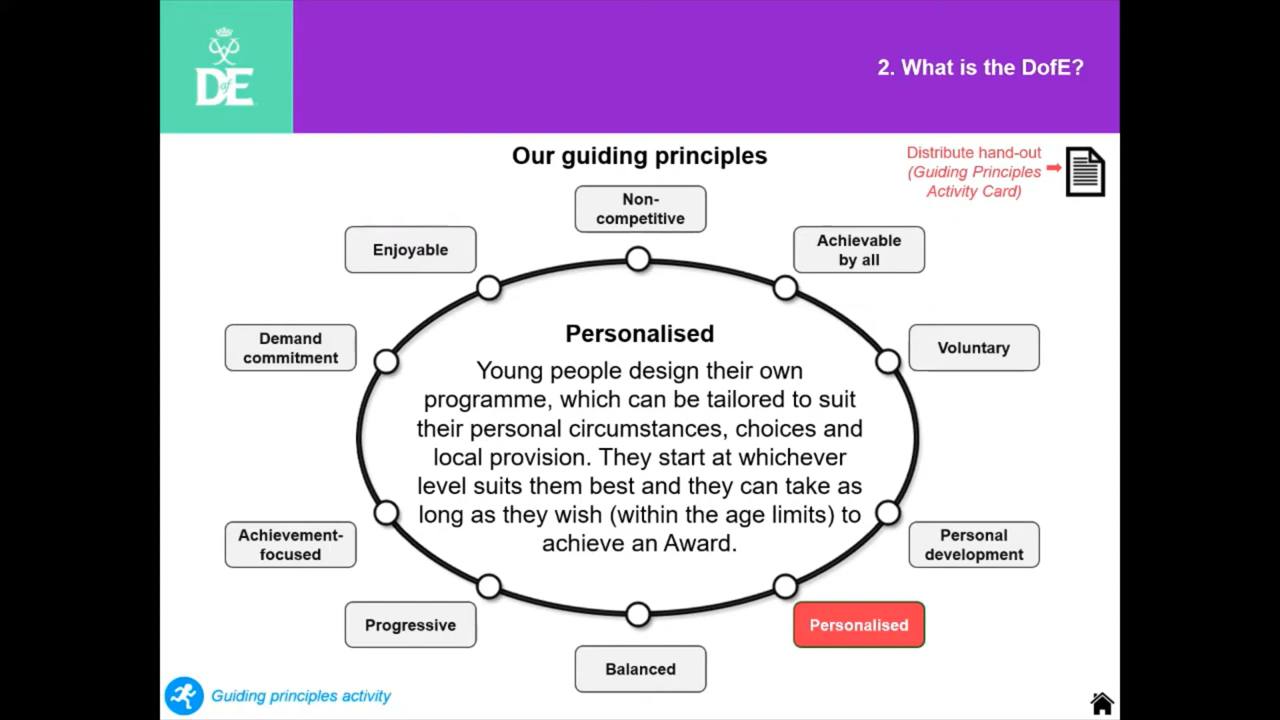 DofE
2. What is the DofE?
Our guiding principles
Distribute hand-out
(Guiding Principles
Activity Card)
Non-
competitive
Enjoyable
Achievable
by all
Demand
commitment
Voluntary
Personalised
Young people design their own
programme, which can be tailored to suit
their personal circumstances, choices and
local provision. They start at whichever
level suits them best and they can take as
long as they wish (within the age limits) to
achieve an Award.
Achievement-
focused
Personal
development
Progressive
Personalised
Balanced
Guiding principles activity